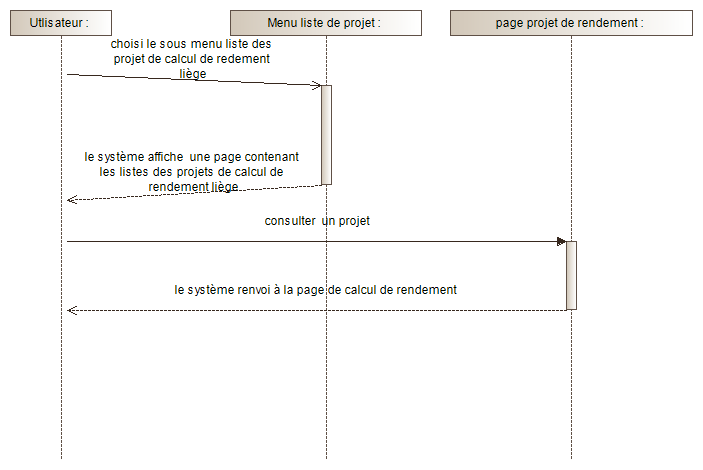 Utlisateur :
Menu liste de projet :
page projet de rendement :
choisi le sous menu liste des
projet de calcul de redement
liège
le système affiche une page contenant
les listes des projets de calcul de
rendement liège
consulter un projet
le système renvoi à la page de calcul de rendement